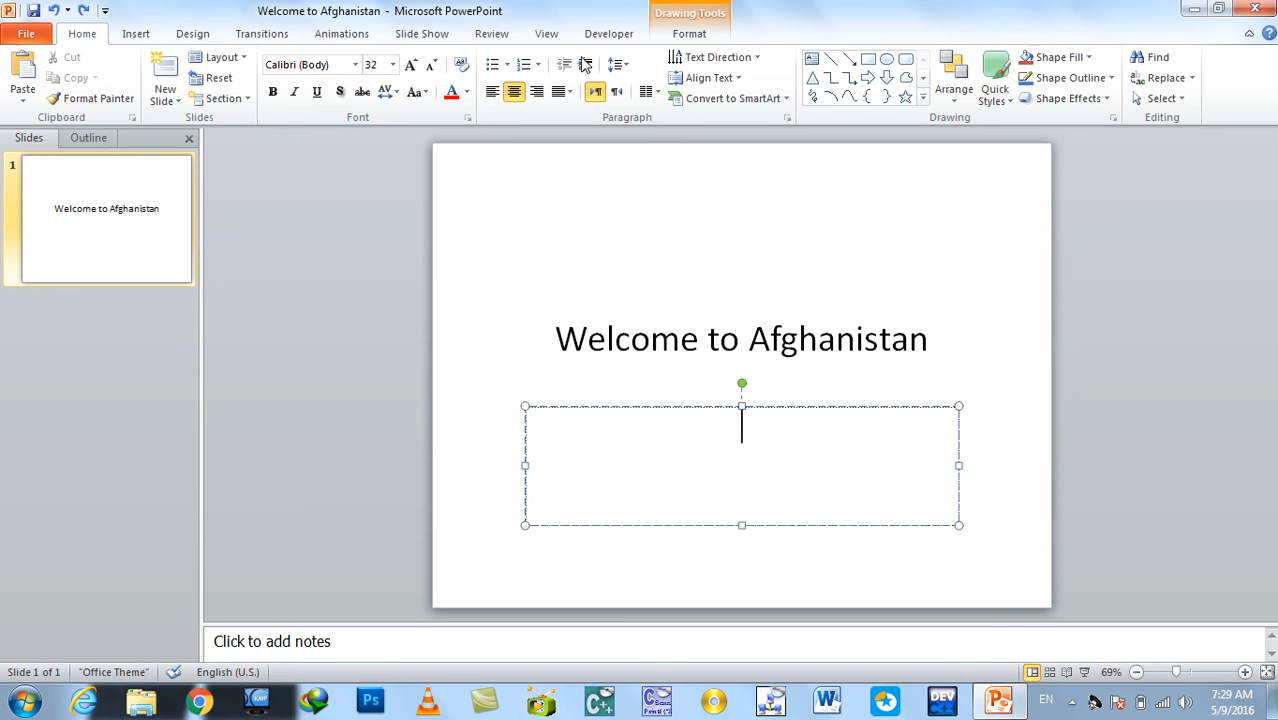 Welcome to Afghanistan - Microsoft PowerPoint
Drawing Tools
File Home Insert Design Transitions Animations Slide Show Review View Developer Format
Paste
Cut
Copy
Format Painter
Clipboard
New Slide
Layout
Reset
Section
Slides
Calibri (Body) 32
B I U S abc AV Aa A
Font
Paragraph
Text Direction
Align Text
Convert to SmartArt
Arrange
Quick Styles
Shape Fill
Shape Outline
Shape Effects
Drawing
Find
Replace
Select
Editing
Slides Outline
1
Welcome to Afghanistan
Welcome to Afghanistan
Click to add notes
Slide 1 of 1 "Office Theme" English (U.S.) 69%
EN 7:29 AM
5/9/2016